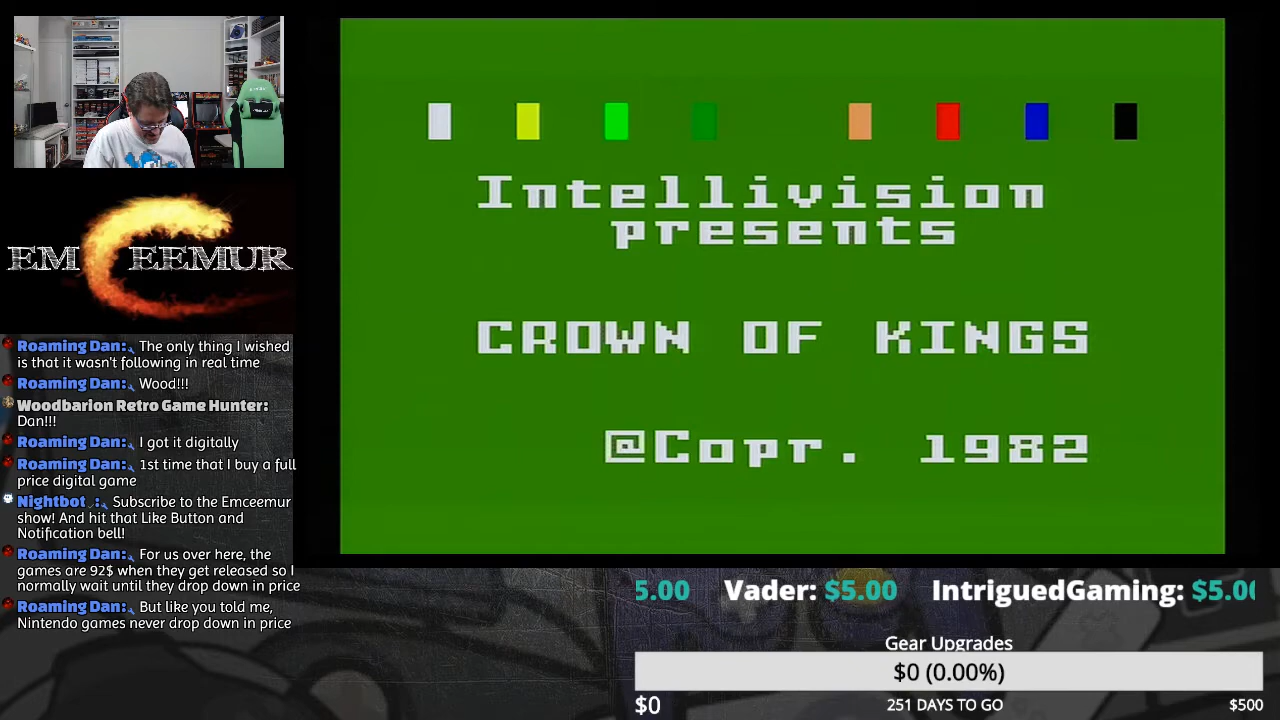 Intellivision
presents
CROWN OF KINGS
@Copr. 1982
EMCEEMUR
Roaming Dan: The only thing I wished
is that it wasn't following in real time
Roaming Dan: Wood!!!
Woodbarion Retro Game Hunter:
Dan!!!
Roaming Dan: I got it digitally
Roaming Dan: 1st time that I buy a full
price digital game
Nightbot : Subscribe to the Emceemur
show! And hit that Like Button and
Notification bell!
Roaming Dan: For us over here, the
games are 92$ when they get released so I
normally wait until they drop down in price
Roaming Dan: But like you told me,
Nintendo games never drop down in price
5.00 Vader: $5.00 IntriguedGaming: $5.00
Gear Upgrades
$0 (0.00%)
$0 251 DAYS TO GO $500